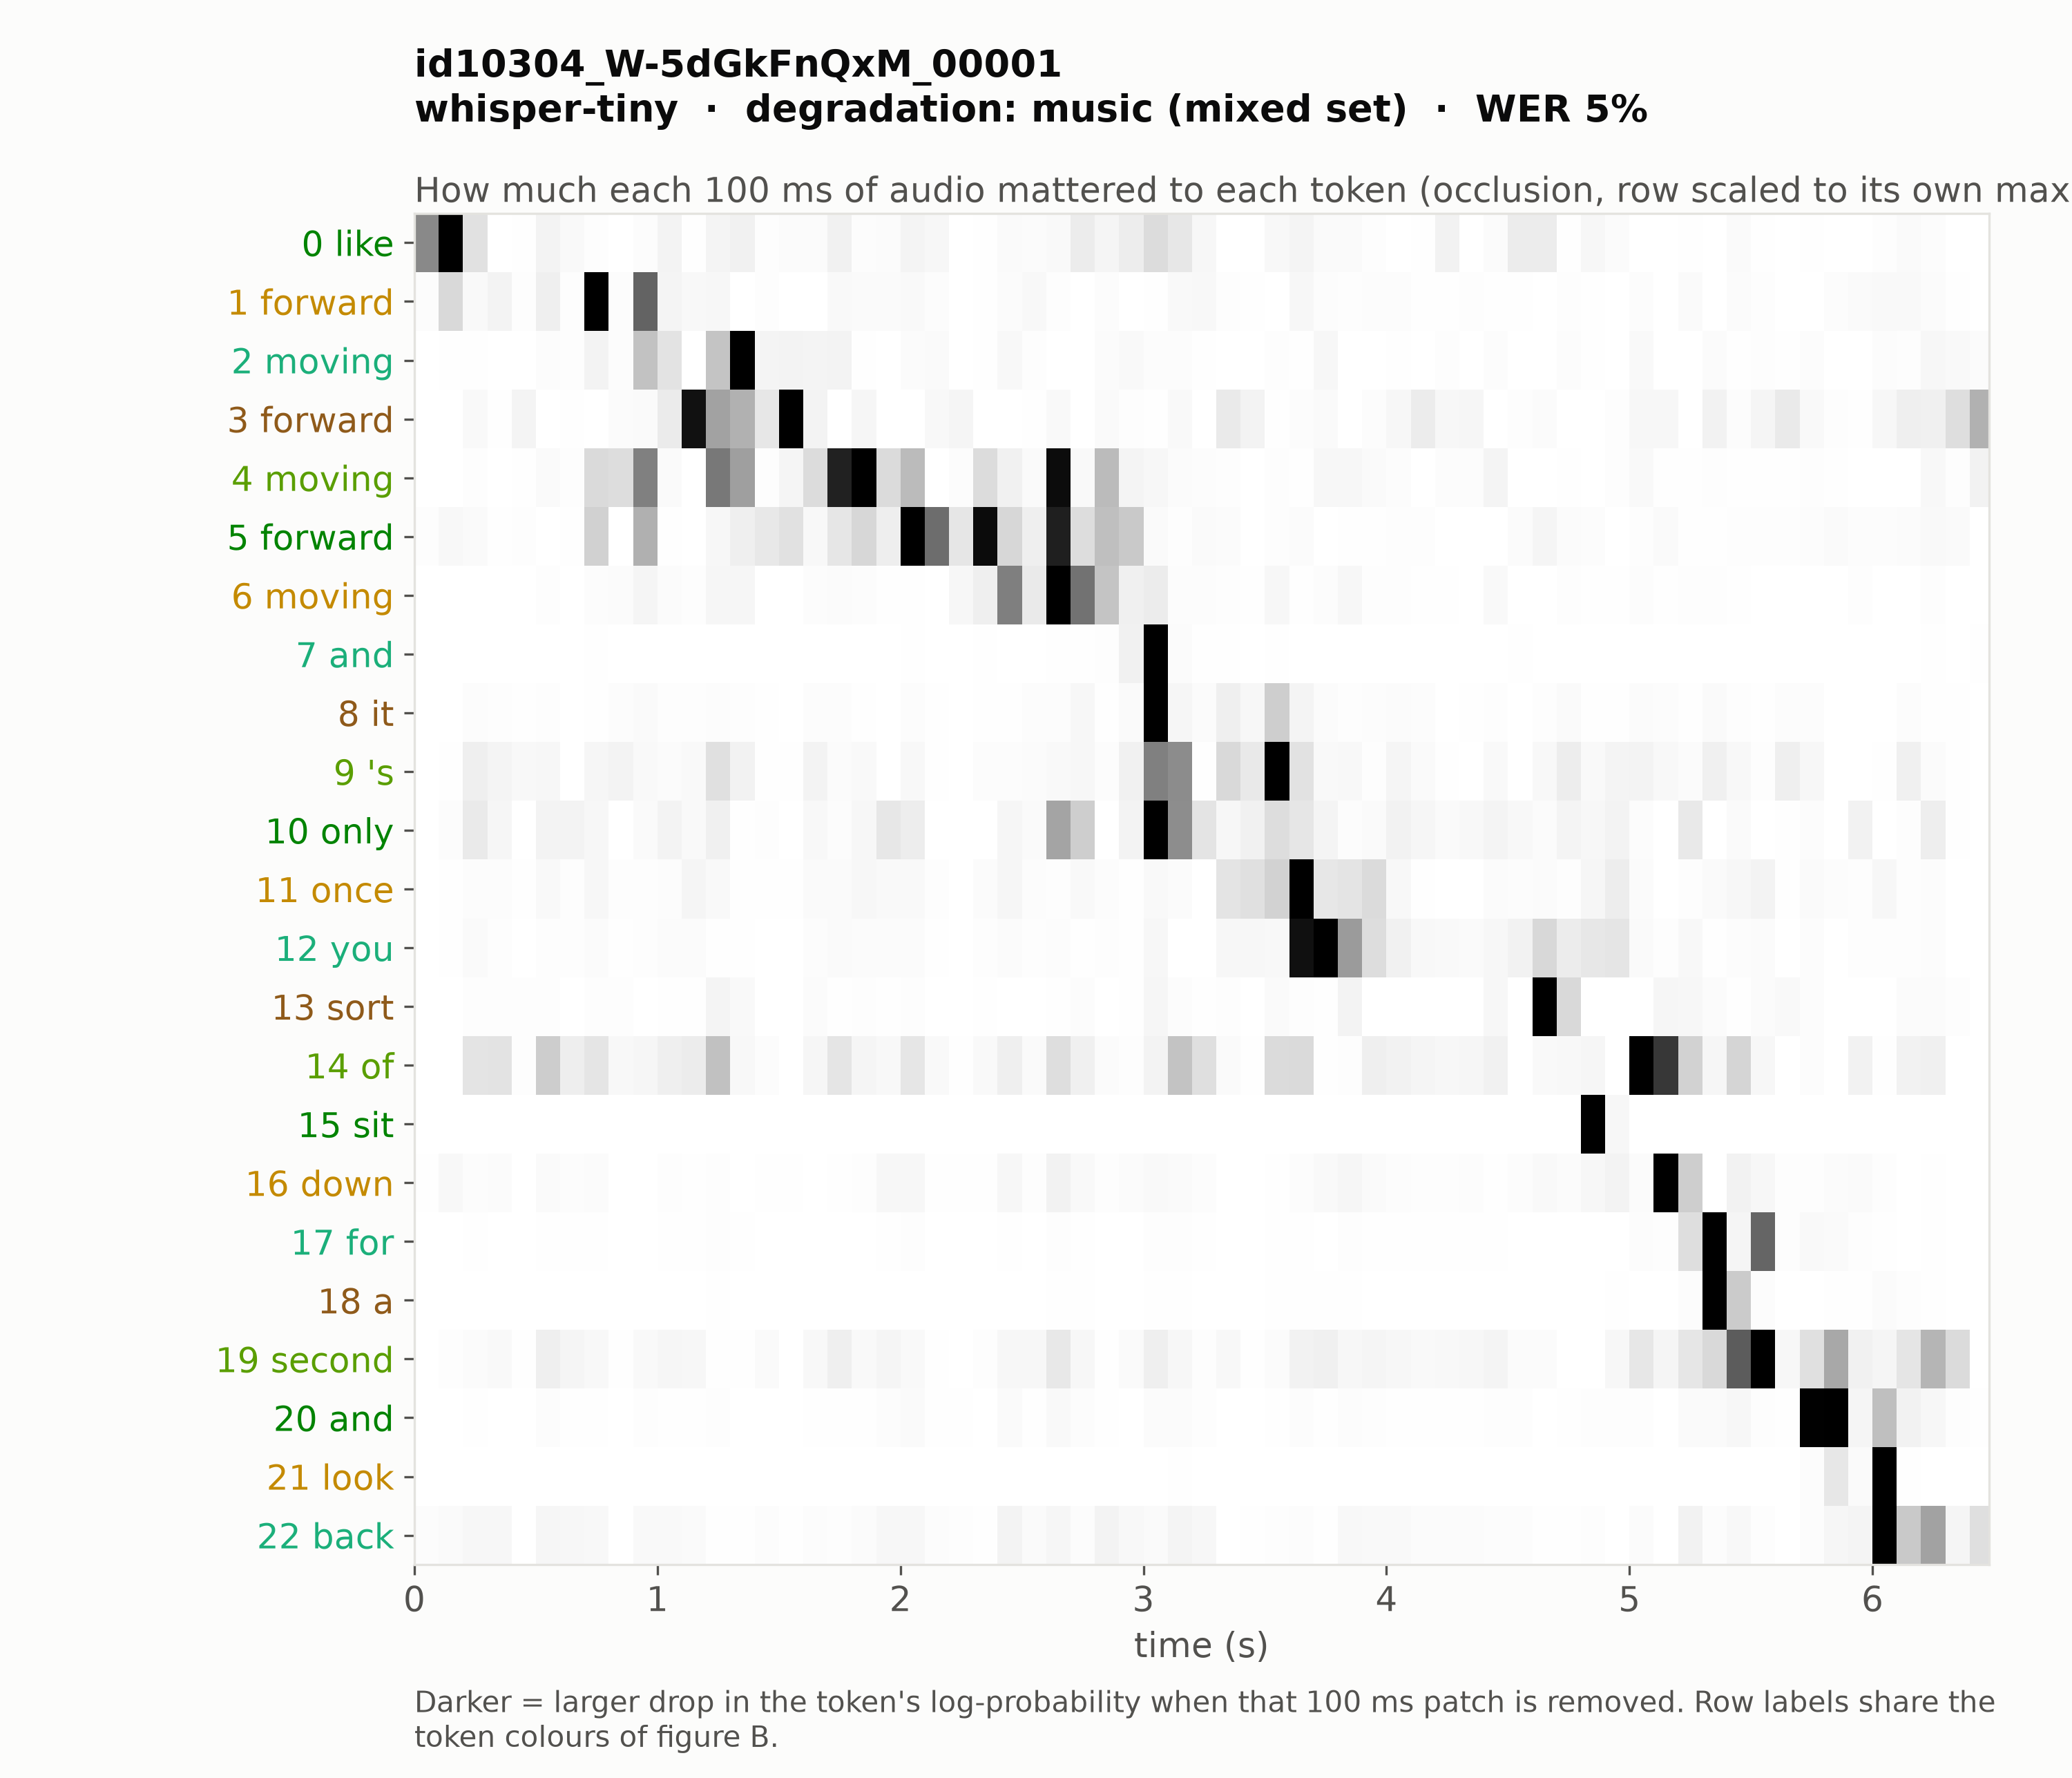 id10304_W-5dGkFnQxM_00001
whisper-tiny · degradation: music (mixed set) · WER 5%
How much each 100 ms of audio mattered to each token (occlusion, row scaled to its own max
0 like
1 forward
2 moving
3 forward
4 moving
5 forward
6 moving
7 and
8 it
9 's
10 only
11 once
12 you
13 sort
14 of
15 sit
16 down
17 for
18 a
19 second
20 and
21 look
22 back
0 1 2 3 4 5 6
time (s)
Darker = larger drop in the token's log-probability when that 100 ms patch is removed. Row labels share the
token colours of figure B.